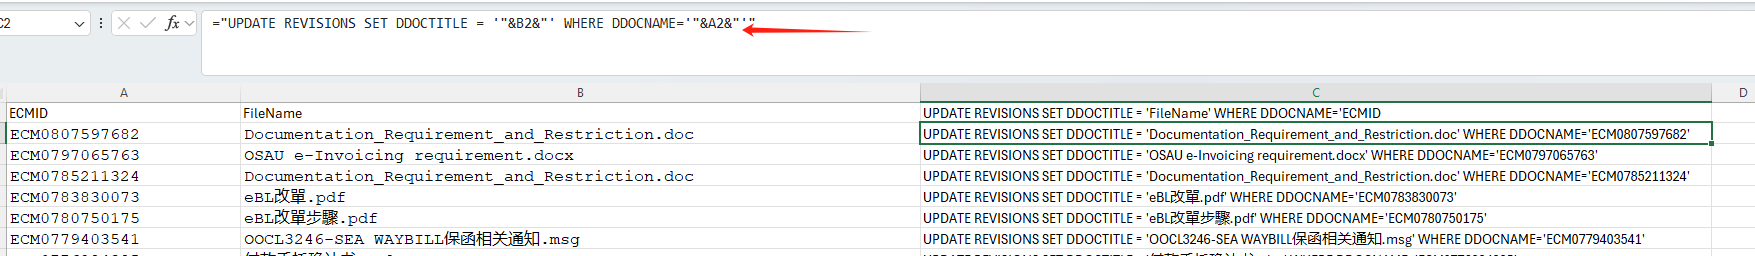 C2 fx ="UPDATE REVISIONS SET DDOCTITLE = '"&B2&"' WHERE DDOCNAME='"&A2&"'"
A B C D
ECMID FileName UPDATE REVISIONS SET DDOCTITLE = 'FileName' WHERE DDOCNAME='ECMID
ECM0807597682 Documentation_Requirement_and_Restriction.doc UPDATE REVISIONS SET DDOCTITLE = 'Documentation_Requirement_and_Restriction.doc' WHERE DDOCNAME='ECM0807597682'
ECM0797065763 OSAU e-Invoicing requirement.docx UPDATE REVISIONS SET DDOCTITLE = 'OSAU e-Invoicing requirement.docx' WHERE DDOCNAME='ECM0797065763'
ECM0785211324 Documentation_Requirement_and_Restriction.doc UPDATE REVISIONS SET DDOCTITLE = 'Documentation_Requirement_and_Restriction.doc' WHERE DDOCNAME='ECM0785211324'
ECM0783830073 eBL改單.pdf UPDATE REVISIONS SET DDOCTITLE = 'eBL改單.pdf' WHERE DDOCNAME='ECM0783830073'
ECM0780750175 eBL改單步驟.pdf UPDATE REVISIONS SET DDOCTITLE = 'eBL改單步驟.pdf' WHERE DDOCNAME='ECM0780750175'
ECM0779403541 OOCL3246-SEA WAYBILL保函相关通知.msg UPDATE REVISIONS SET DDOCTITLE = 'OOCL3246-SEA WAYBILL保函相关通知.msg' WHERE DDOCNAME='ECM0779403541'